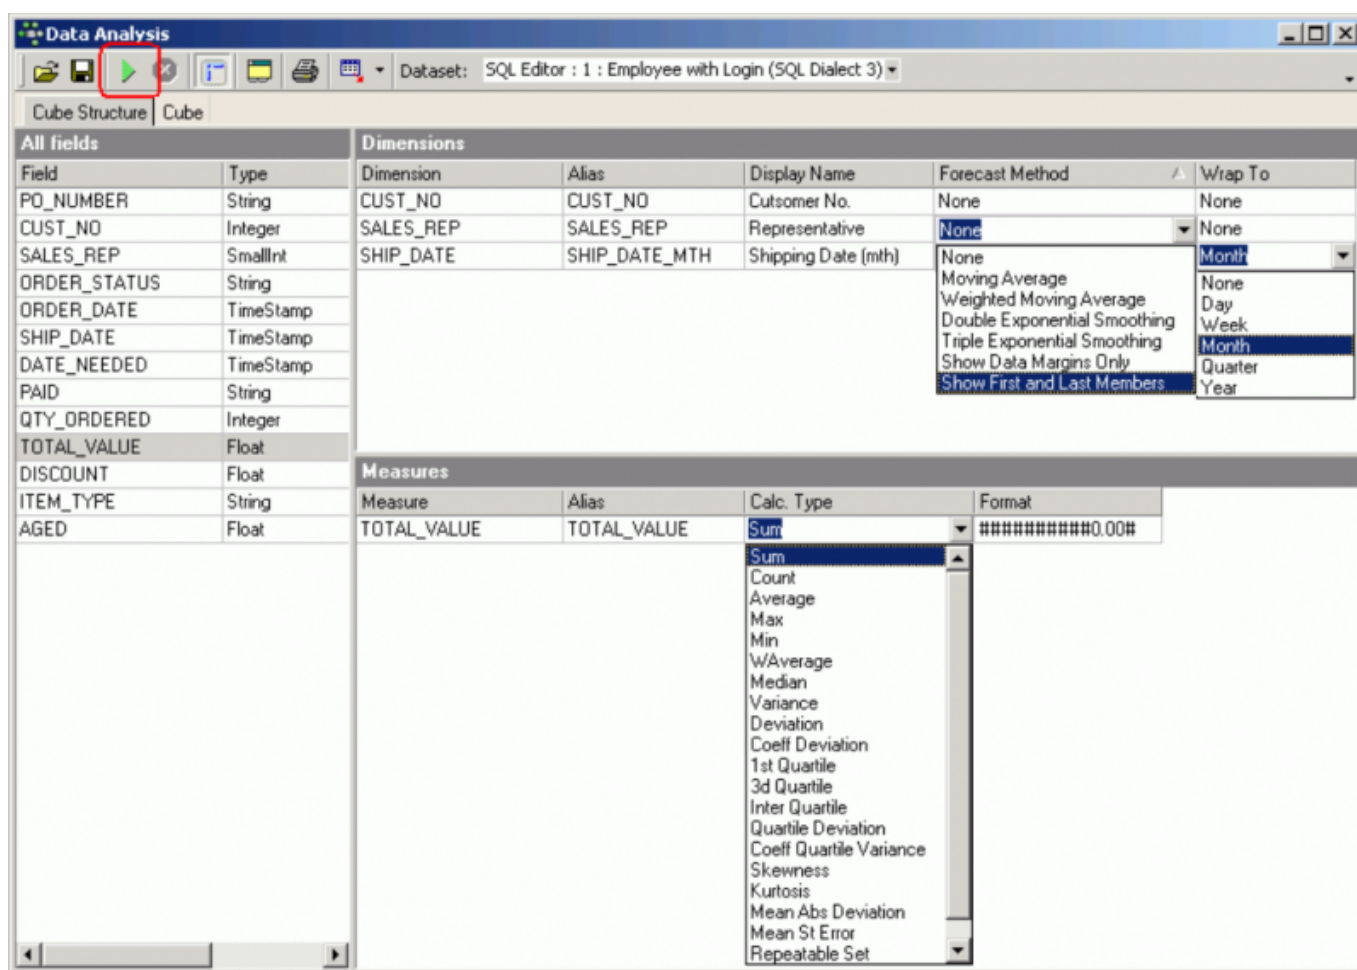 Data Analysis
Dataset: SQL Editor : 1 : Employee with Login (SQL Dialect 3)
Cube Structure Cube
All fields
Field Type
PO_NUMBER String
CUST_NO Integer
SALES_REP SmallInt
ORDER_STATUS String
ORDER_DATE TimeStamp
SHIP_DATE TimeStamp
DATE_NEEDED TimeStamp
PAID String
QTY_ORDERED Integer
TOTAL_VALUE Float
DISCOUNT Float
ITEM_TYPE String
AGED Float
Dimensions
Dimension Alias Display Name Forecast Method Wrap To
CUST_NO CUST_NO Cutsomer No. None None
SALES_REP SALES_REP Representative None None
SHIP_DATE SHIP_DATE_MTH Shipping Date (mth) Month
None
Moving Average
Weighted Moving Average
Double Exponential Smoothing
Triple Exponential Smoothing
Show Data Margins Only
Show First and Last Members
None
Day
Week
Month
Quarter
Year
Measures
Measure Alias Calc. Type Format
TOTAL_VALUE TOTAL_VALUE Sum ###########0.00#
Sum
Count
Average
Max
Min
WAverage
Median
Variance
Deviation
Coeff Deviation
1st Quartile
3d Quartile
Inter Quartile
Quartile Deviation
Coeff Quartile Variance
Skewness
Kurtosis
Mean Abs Deviation
Mean St Error
Repeatable Set